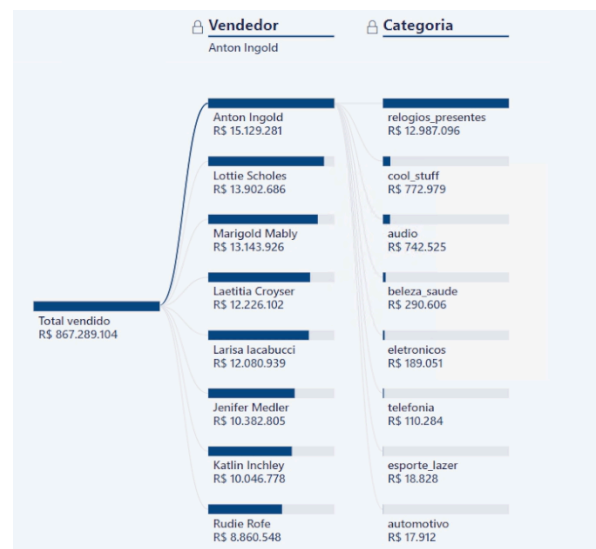 Vendedor
Anton Ingold
Categoria
Total vendido
R$ 867.289.104
Anton Ingold
R$ 15.129.281
Lottie Scholes
R$ 13.902.686
Marigold Mably
R$ 13.143.926
Laetitia Croyser
R$ 12.226.102
Larisa Iacabucci
R$ 12.080.939
Jenifer Medler
R$ 10.382.805
Katlin Inchley
R$ 10.046.778
Rudie Rofe
R$ 8.860.548
relogios_presentes
R$ 12.987.096
cool_stuff
R$ 772.979
audio
R$ 742.525
beleza_saude
R$ 290.606
eletronicos
R$ 189.051
telefonia
R$ 110.284
esporte_lazer
R$ 18.828
automotivo
R$ 17.912